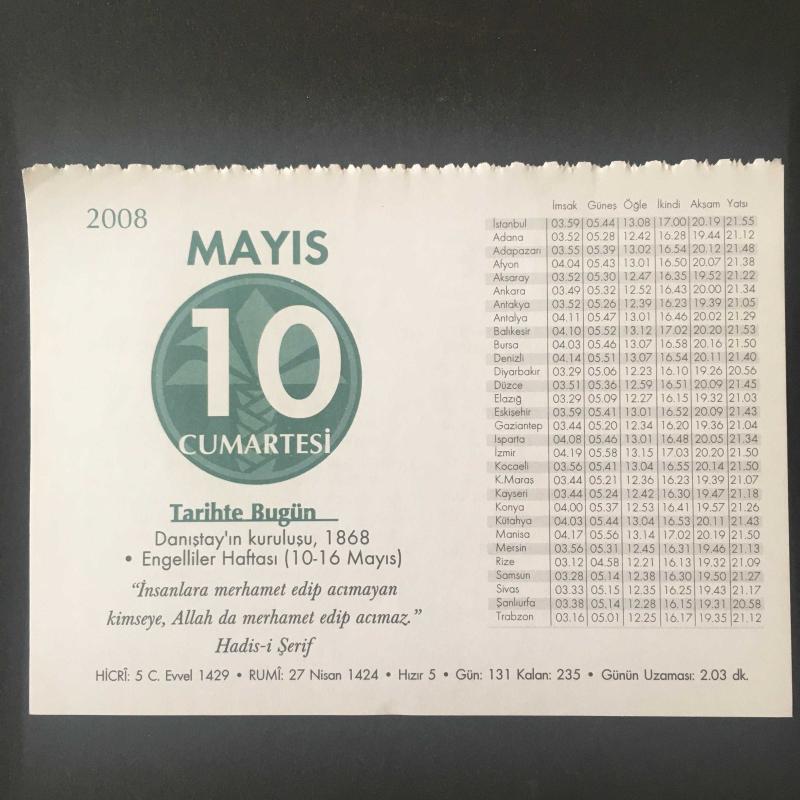 2008
MAYIS
10
CUMARTESİ
Tarihte Bugün
Danıştay'ın kuruluşu, 1868
• Engelliler Haftası (10-16 Mayıs)
“İnsanlara merhamet edip acımayan
kimseye, Allah da merhamet edip acımaz.”
Hadis-i Şerif
İmsak Güneş Öğle İkindi Akşam Yatsı
İstanbul 03.59 05.44 13.08 17.00 20.19 21.55
Adana 03.52 05.28 12.42 16.28 19.44 21.12
Adapazarı 03.55 05.39 13.02 16.54 20.12 21.48
Afyon 04.04 05.43 13.01 16.50 20.07 21.38
Aksaray 03.52 05.30 12.47 16.35 19.52 21.22
Ankara 03.49 05.32 12.52 16.43 20.00 21.34
Antakya 03.52 05.26 12.39 16.23 19.39 21.05
Antalya 04.11 05.47 13.01 16.46 20.02 21.29
Balıkesir 04.10 05.52 13.12 17.02 20.20 21.53
Bursa 04.03 05.46 13.07 16.58 20.16 21.50
Denizli 04.14 05.51 13.07 16.54 20.11 21.40
Diyarbakır 03.29 05.06 12.23 16.10 19.26 20.56
Düzce 03.51 05.36 12.59 16.51 20.09 21.45
Elazığ 03.29 05.09 12.27 16.15 19.32 21.03
Eskişehir 03.59 05.41 13.01 16.52 20.09 21.43
Gaziantep 03.44 05.20 12.34 16.20 19.36 21.04
Isparta 04.08 05.46 13.01 16.48 20.05 21.34
İzmir 04.19 05.58 13.15 17.03 20.20 21.50
Kocaeli 03.56 05.41 13.04 16.55 20.14 21.50
K.Maraş 03.44 05.21 12.36 16.23 19.39 21.07
Kayseri 03.44 05.24 12.42 16.30 19.47 21.18
Konya 04.00 05.37 12.53 16.41 19.57 21.26
Kütahya 04.03 05.44 13.04 16.53 20.11 21.43
Manisa 04.17 05.56 13.14 17.02 20.19 21.50
Mersin 03.56 05.31 12.45 16.31 19.46 21.13
Rize 03.12 04.58 12.21 16.13 19.32 21.09
Samsun 03.28 05.14 12.38 16.30 19.50 21.27
Sivas 03.33 05.15 12.35 16.25 19.43 21.17
Şanlıurfa 03.38 05.14 12.28 16.15 19.31 20.58
Trabzon 03.16 05.01 12.25 16.17 19.35 21.12
HİCRÎ: 5 C. Evvel 1429 • RUMÎ: 27 Nisan 1424 • Hızır 5 • Gün: 131 Kalan: 235 • Günün Uzaması: 2.03 dk.